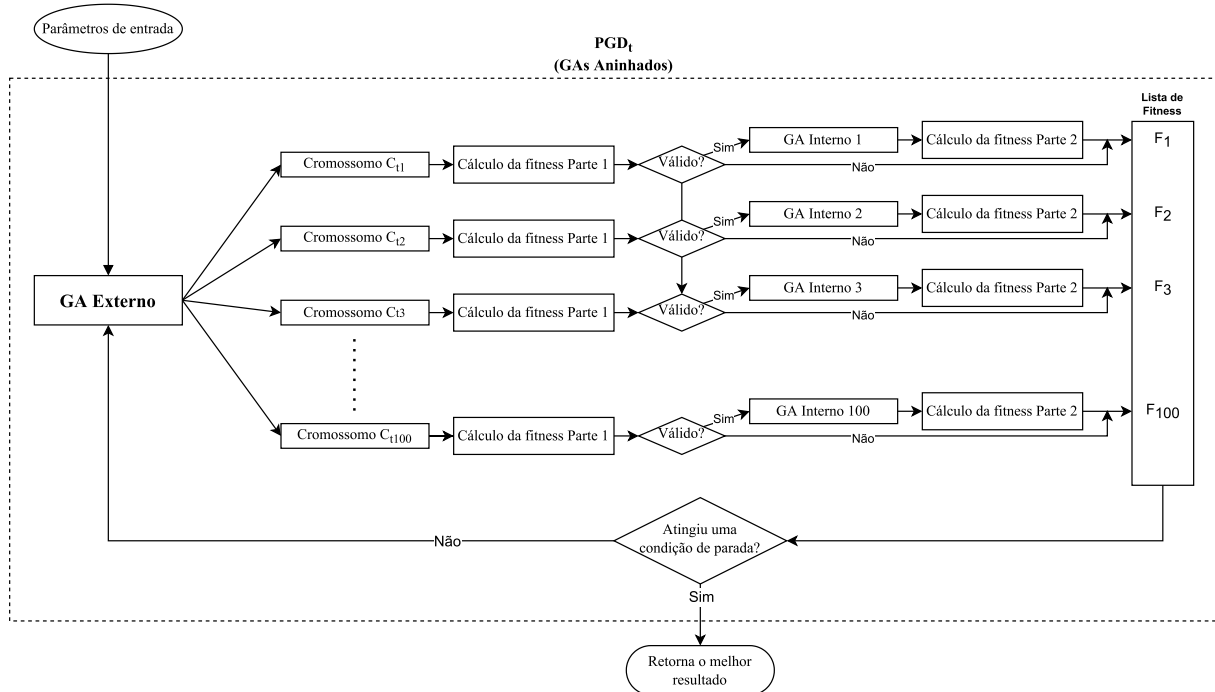 Parâmetros de entrada
PGDt
(GAs Aninhados)
Lista de
Fitness
Cromossomo Ct1
Cálculo da fitness Parte 1
Válido?
Sim
GA Interno 1
Cálculo da fitness Parte 2
Não
F1
Cromossomo Ct2
Cálculo da fitness Parte 1
Válido?
Sim
GA Interno 2
Cálculo da fitness Parte 2
Não
F2
GA Externo
Cromossomo Ct3
Cálculo da fitness Parte 1
Válido?
Sim
GA Interno 3
Cálculo da fitness Parte 2
Não
F3
Cromossomo Ct100
Cálculo da fitness Parte 1
Válido?
Sim
GA Interno 100
Cálculo da fitness Parte 2
Não
F100
Atingiu uma
condição de parada?
Não
Sim
Retorna o melhor
resultado